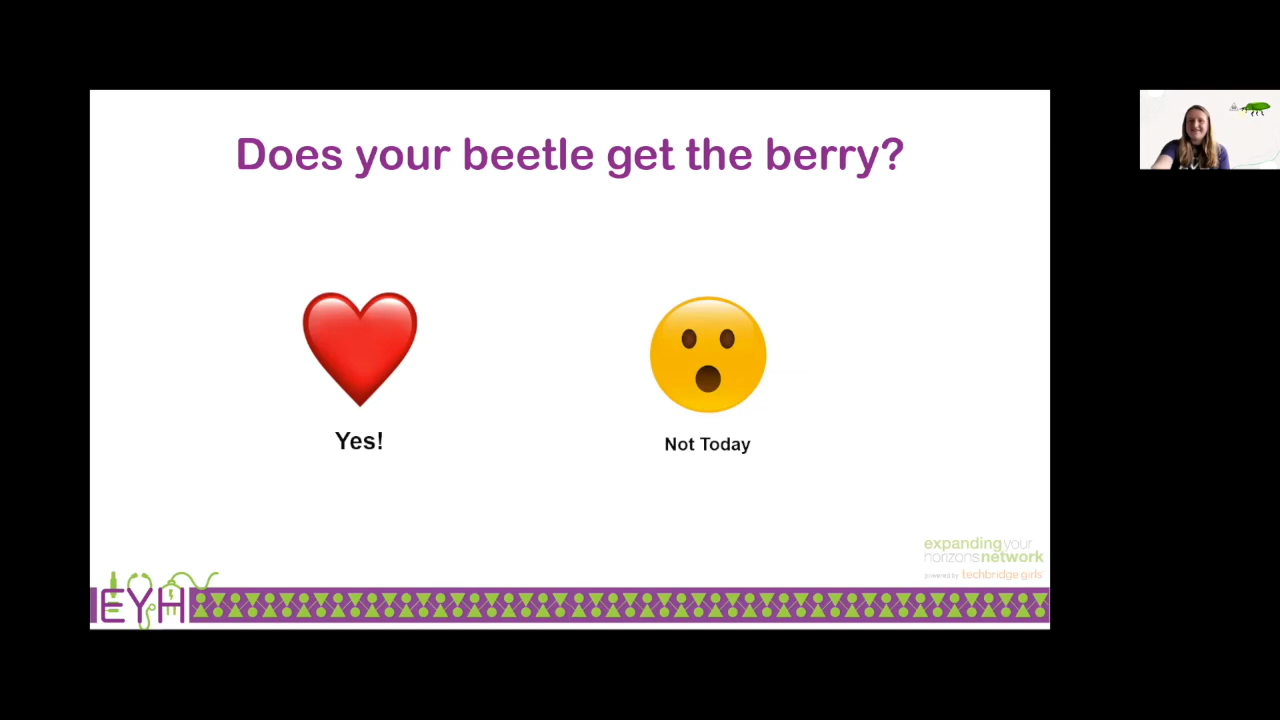 Does your beetle get the berry?
Yes!
Not Today
expanding your
horizons network
powered by techbridge girls
EYH